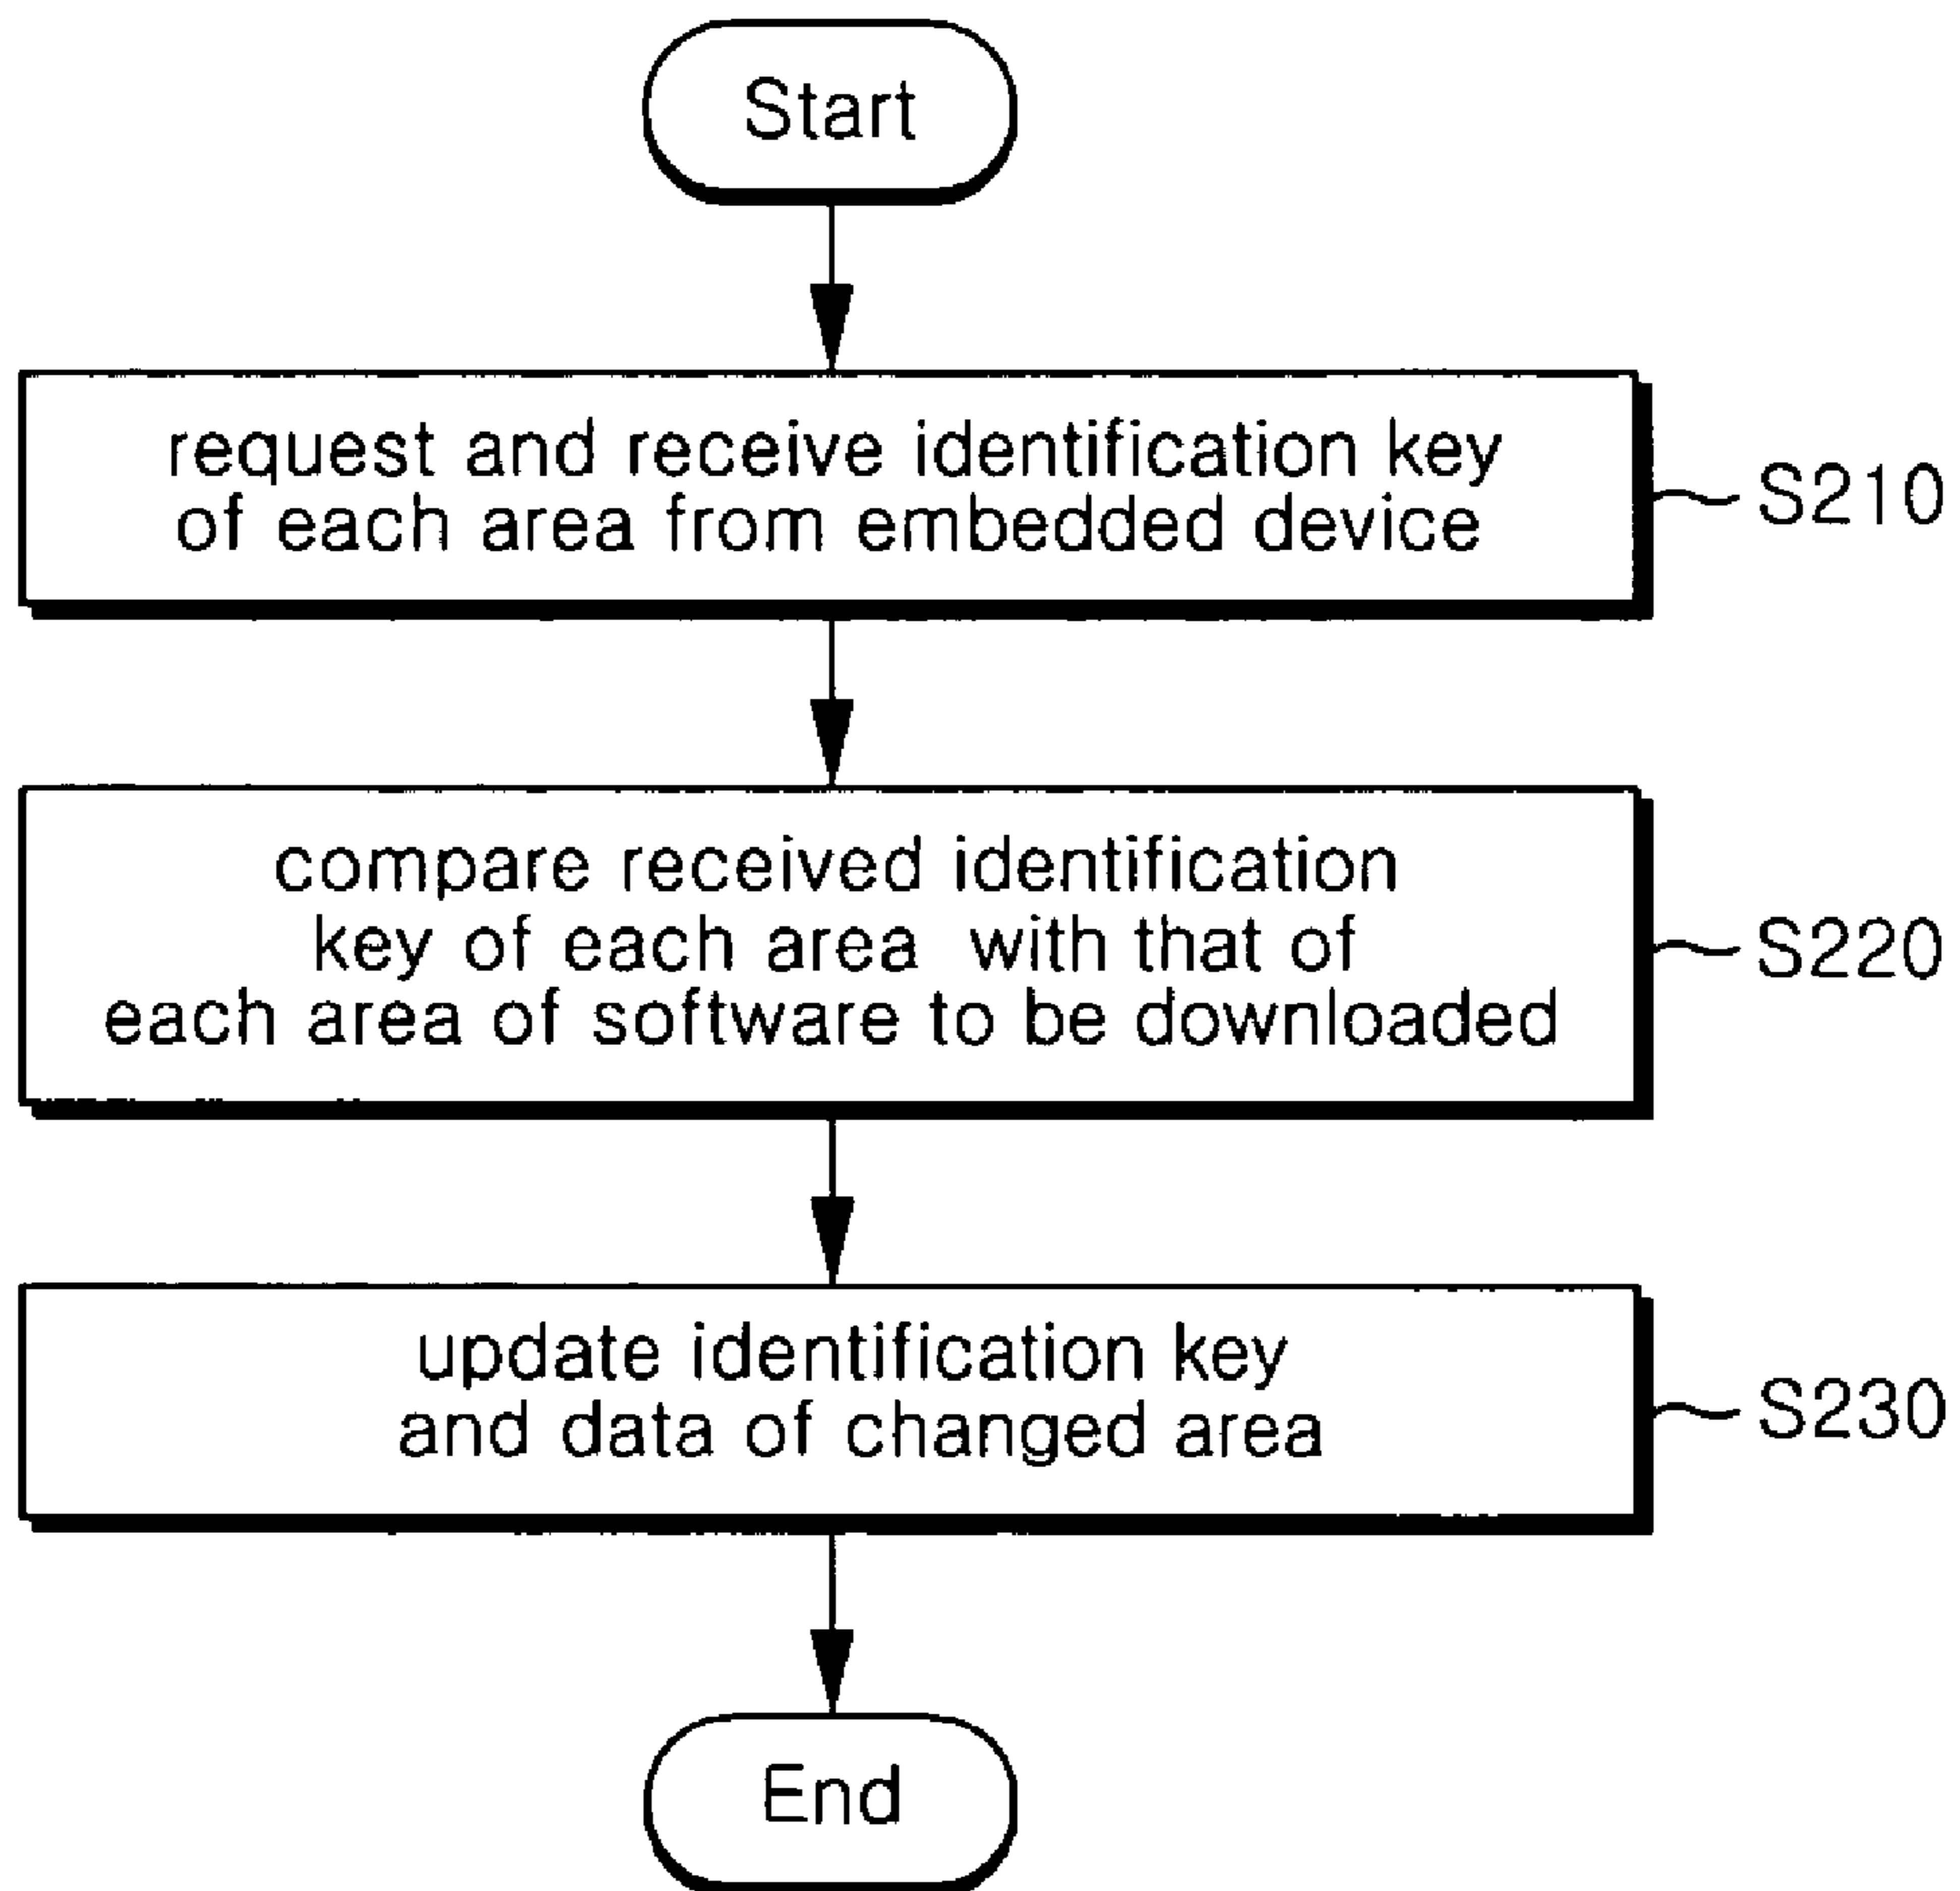 Start
request and receive identification key
of each area from embedded device
S210
compare received identification
key of each area with that of
each area of software to be downloaded
S220
update identification key
and data of changed area
S230
End